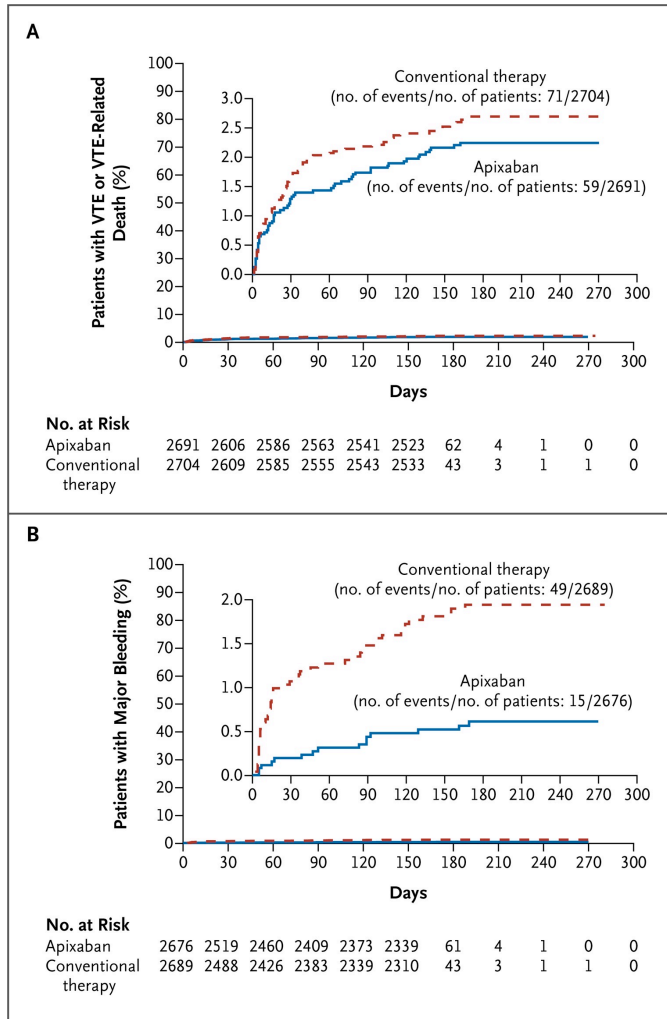 A
Patients with VTE or VTE-Related
Death (%)
100
90
80
70
60
50
40
30
20
10
0
3.0
2.5
2.0
1.5
1.0
0.5
0.0
Conventional therapy
(no. of events/no. of patients: 71/2704)
Apixaban
(no. of events/no. of patients: 59/2691)
0 30 60 90 120 150 180 210 240 270 300
0 30 60 90 120 150 180 210 240 270 300
Days
No. at Risk
Apixaban 2691 2606 2586 2563 2541 2523 62 4 1 0 0
Conventional 2704 2609 2585 2555 2543 2533 43 3 1 1 0
therapy
B
Patients with Major Bleeding (%)
100
90
80
70
60
50
40
30
20
10
0
2.0
1.5
1.0
0.5
0.0
Conventional therapy
(no. of events/no. of patients: 49/2689)
Apixaban
(no. of events/no. of patients: 15/2676)
0 30 60 90 120 150 180 210 240 270 300
0 30 60 90 120 150 180 210 240 270 300
Days
No. at Risk
Apixaban 2676 2519 2460 2409 2373 2339 61 4 1 0 0
Conventional 2689 2488 2426 2383 2339 2310 43 3 1 1 0
therapy